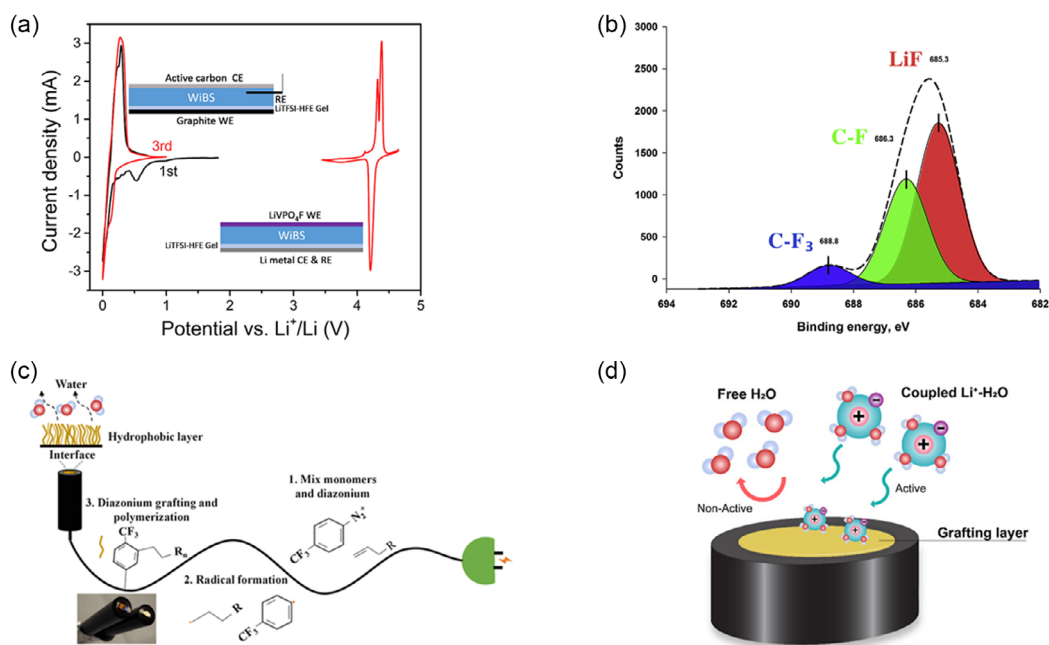 (a)
Current density (mA)
3
2
1
0
-1
-2
-3
0
1
2
3
4
5
Potential vs. Li⁺/Li (V)
Active carbon CE
WiBS
RE
LiTFSI-HFE Gel
Graphite WE
3rd
1st
LiVPO₄F WE
WiBS
LiTFSI-HFE Gel
Li metal CE & RE
(b)
Counts
3000
2500
2000
1500
1000
500
0
694
692
690
688
686
684
682
Binding energy, eV
LiF 685.3
C-F 686.3
C-F₃ 688.8
(c)
Water
Hydrophobic layer
Interface
1. Mix monomers
and diazonium
N₂⁺
CF₃
R
3. Diazonium grafting and
polymerization
CF₃
Rₙ
2. Radical formation
R
CF₃
(d)
Free H₂O
Coupled Li⁺-H₂O
Non-Active
Active
Grafting layer
+
−
+
−
+
-
+
-